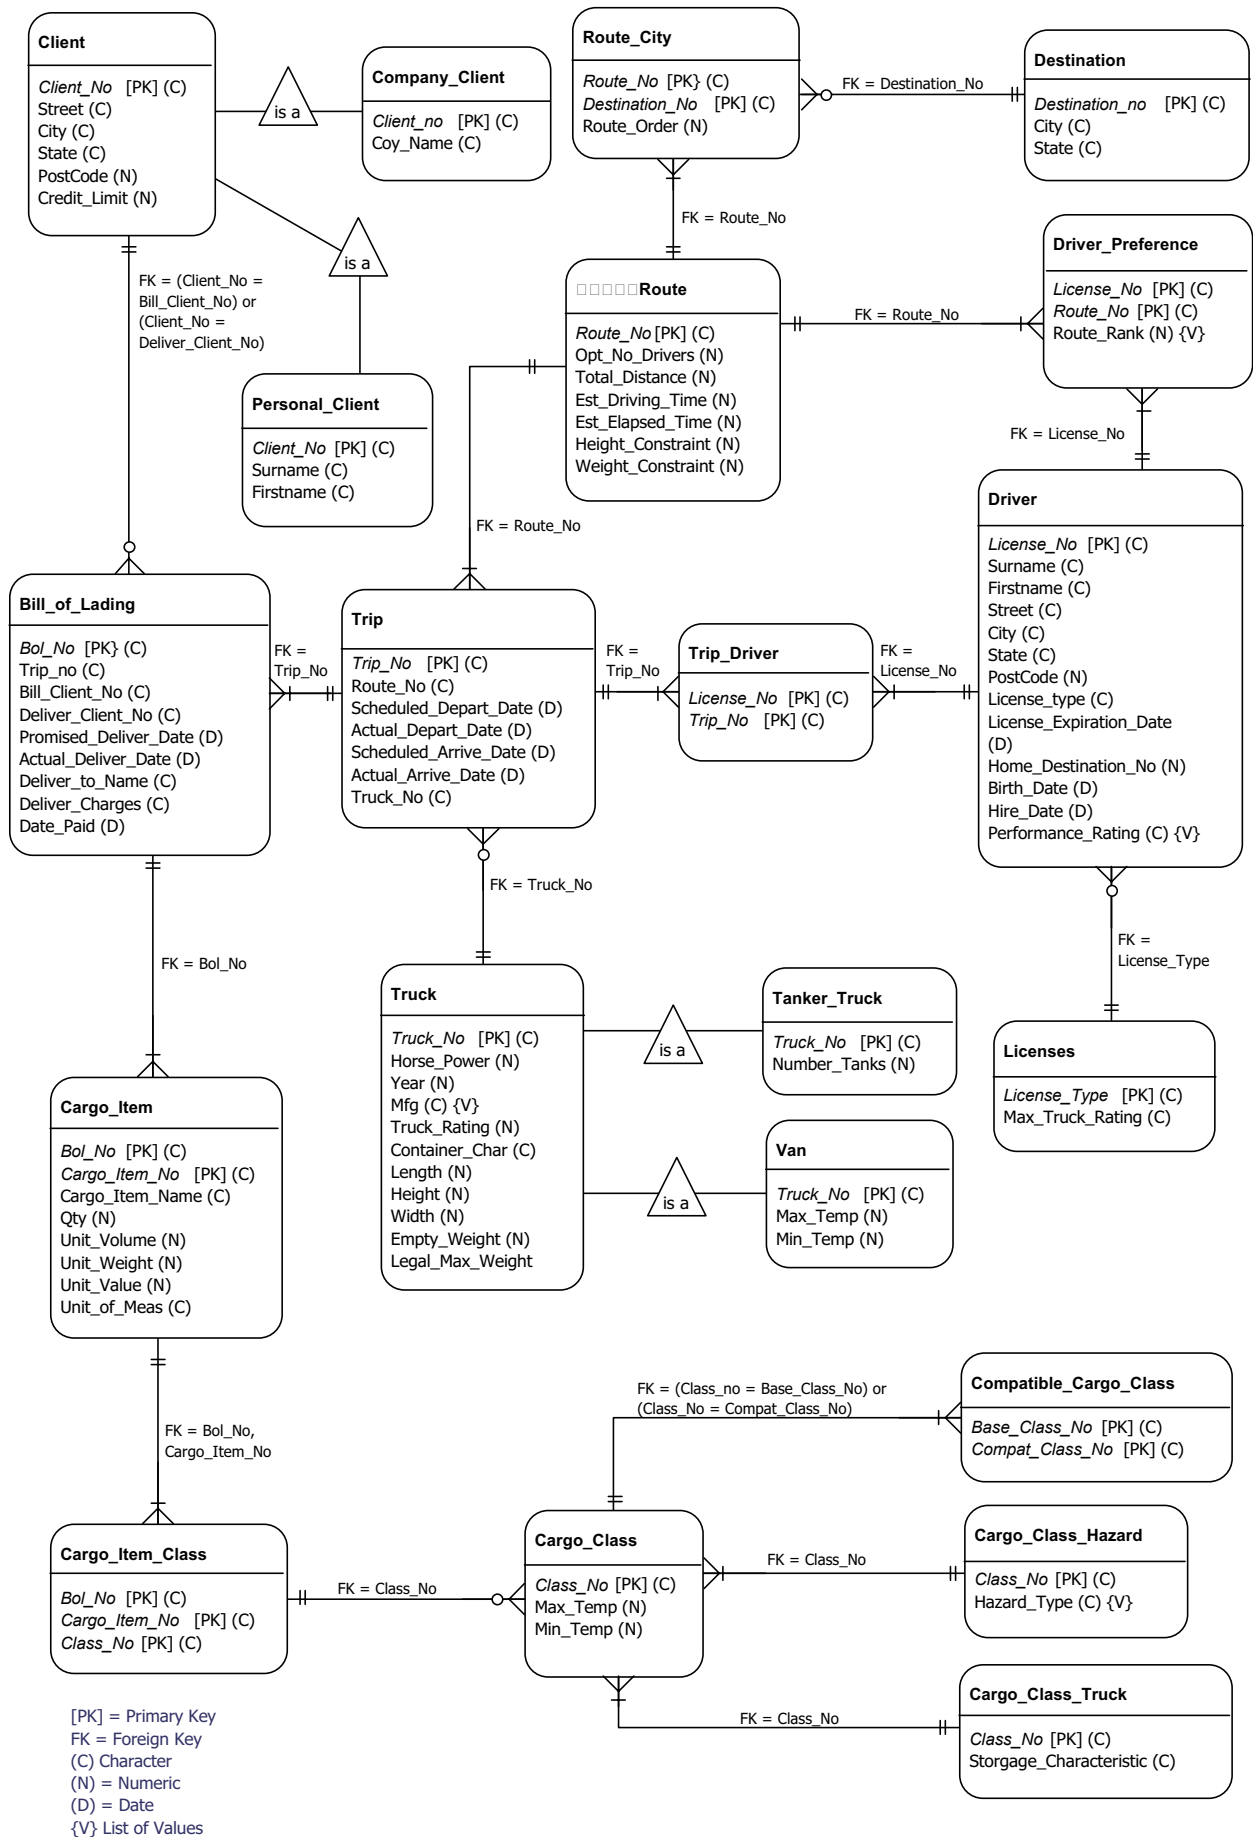 Client
Client_No [PK] (C)
Street (C)
City (C)
State (C)
PostCode (N)
Credit_Limit (N)
is a
Company_Client
Client_no [PK] (C)
Coy_Name (C)
Route_City
Route_No [PK} (C)
Destination_No [PK] (C)
Route_Order (N)
FK = Destination_No
Destination
Destination_no [PK] (C)
City (C)
State (C)
FK = (Client_No =
Bill_Client_No) or
(Client_No =
Deliver_Client_No)
is a
FK = Route_No
Driver_Preference
License_No [PK] (C)
Route_No [PK] (C)
Route_Rank (N) {V}
□□□□□Route
Route_No [PK] (C)
Opt_No_Drivers (N)
Total_Distance (N)
Est_Driving_Time (N)
Est_Elapsed_Time (N)
Height_Constraint (N)
Weight_Constraint (N)
FK = Route_No
Personal_Client
Client_No [PK] (C)
Surname (C)
Firstname (C)
FK = License_No
FK = Route_No
Driver
License_No [PK] (C)
Surname (C)
Firstname (C)
Street (C)
City (C)
State (C)
PostCode (N)
License_type (C)
License_Expiration_Date
(D)
Home_Destination_No (N)
Birth_Date (D)
Hire_Date (D)
Performance_Rating (C) {V}
Bill_of_Lading
Bol_No [PK} (C)
Trip_no (C)
Bill_Client_No (C)
Deliver_Client_No (C)
Promised_Deliver_Date (D)
Actual_Deliver_Date (D)
Deliver_to_Name (C)
Deliver_Charges (C)
Date_Paid (D)
FK =
Trip_No
Trip
Trip_No [PK] (C)
Route_No (C)
Scheduled_Depart_Date (D)
Actual_Depart_Date (D)
Scheduled_Arrive_Date (D)
Actual_Arrive_Date (D)
Truck_No (C)
FK =
Trip_No
Trip_Driver
License_No [PK] (C)
Trip_No [PK] (C)
FK =
License_No
FK = Truck_No
FK = Bol_No
FK =
License_Type
Truck
Truck_No [PK] (C)
Horse_Power (N)
Year (N)
Mfg (C) {V}
Truck_Rating (N)
Container_Char (C)
Length (N)
Height (N)
Width (N)
Empty_Weight (N)
Legal_Max_Weight
is a
Tanker_Truck
Truck_No [PK] (C)
Number_Tanks (N)
Licenses
License_Type [PK] (C)
Max_Truck_Rating (C)
is a
Van
Truck_No [PK] (C)
Max_Temp (N)
Min_Temp (N)
Cargo_Item
Bol_No [PK] (C)
Cargo_Item_No [PK] (C)
Cargo_Item_Name (C)
Qty (N)
Unit_Volume (N)
Unit_Weight (N)
Unit_Value (N)
Unit_of_Meas (C)
FK = Bol_No,
Cargo_Item_No
FK = (Class_no = Base_Class_No) or
(Class_No = Compat_Class_No)
Compatible_Cargo_Class
Base_Class_No [PK] (C)
Compat_Class_No [PK] (C)
Cargo_Item_Class
Bol_No [PK] (C)
Cargo_Item_No [PK] (C)
Class_No [PK] (C)
FK = Class_No
Cargo_Class
Class_No [PK] (C)
Max_Temp (N)
Min_Temp (N)
FK = Class_No
Cargo_Class_Hazard
Class_No [PK] (C)
Hazard_Type (C) {V}
FK = Class_No
Cargo_Class_Truck
Class_No [PK] (C)
Storgage_Characteristic (C)
[PK] = Primary Key
FK = Foreign Key
(C) Character
(N) = Numeric
(D) = Date
{V} List of Values